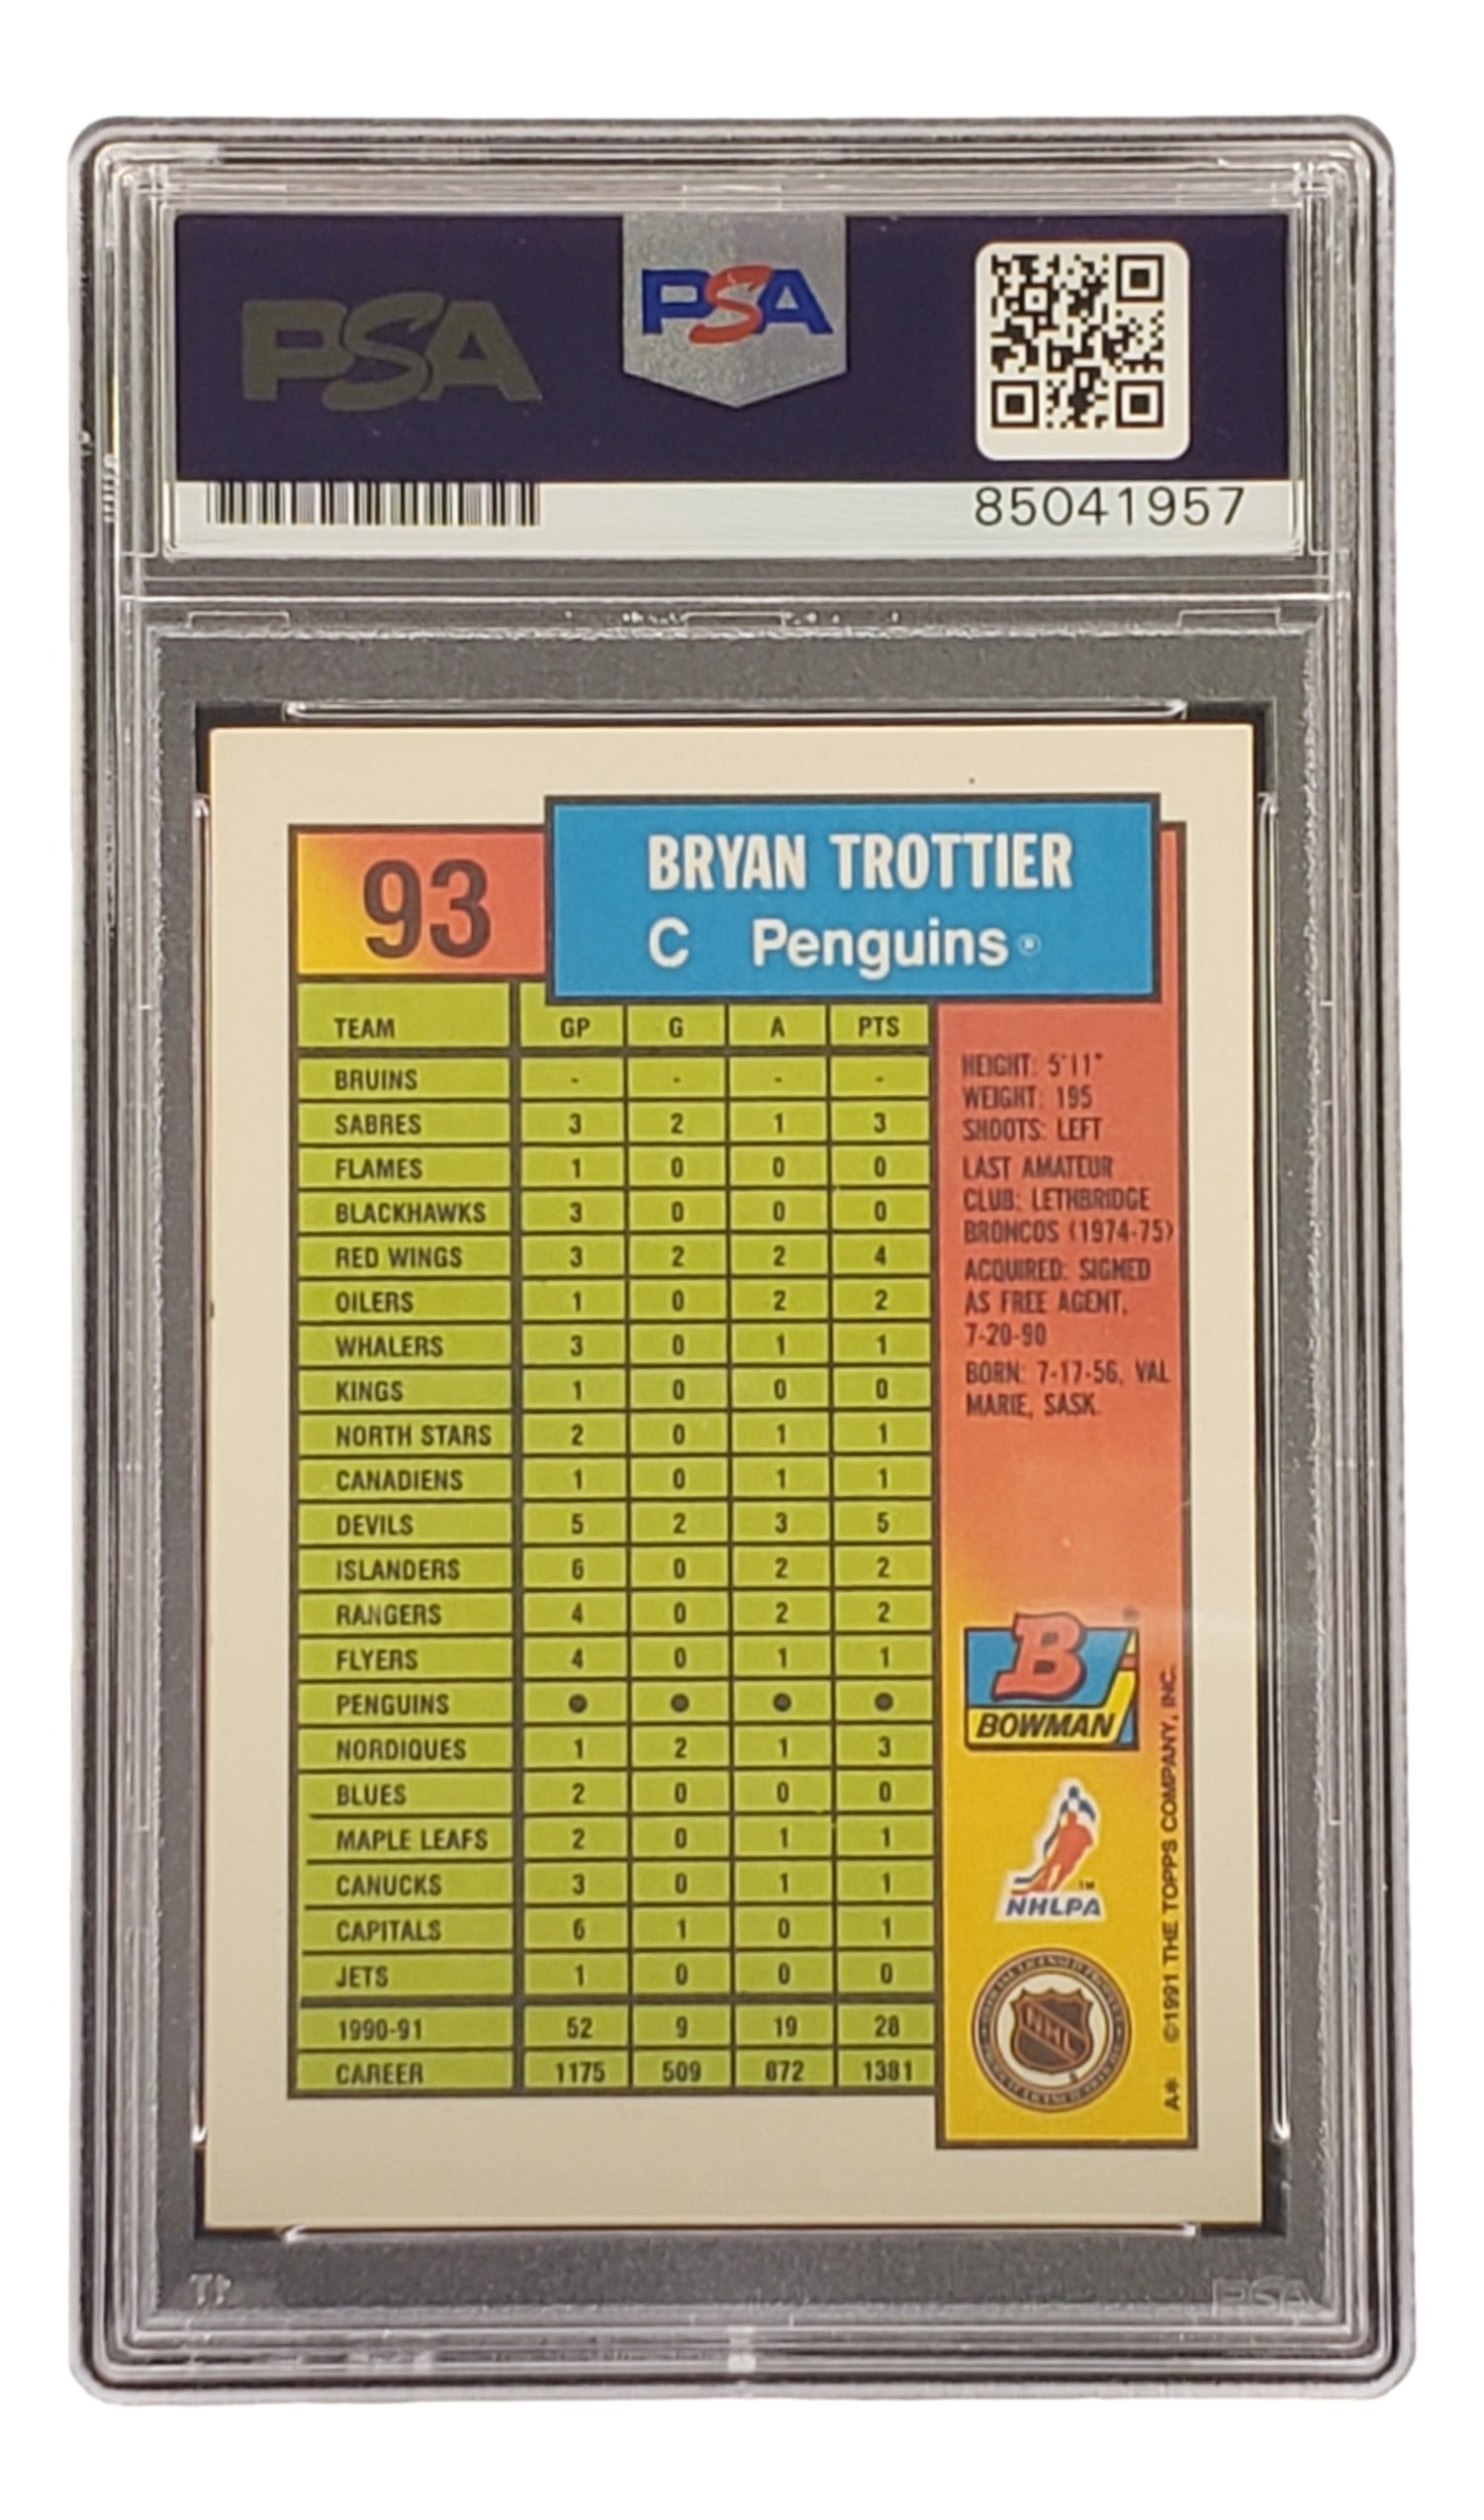 PSA
PSA
85041957
93
BRYAN TROTTIER
C Penguins ®
TEAM GP G A PTS
BRUINS - - - -
SABRES 3 2 1 3
FLAMES 1 0 0 0
BLACKHAWKS 3 0 0 0
RED WINGS 3 2 2 4
OILERS 1 0 2 2
WHALERS 3 0 1 1
KINGS 1 0 0 0
NORTH STARS 2 0 1 1
CANADIENS 1 0 1 1
DEVILS 5 2 3 5
ISLANDERS 6 0 2 2
RANGERS 4 0 2 2
FLYERS 4 0 1 1
PENGUINS ● ● ● ●
NORDIQUES 1 2 1 3
BLUES 2 0 0 0
MAPLE LEAFS 2 0 1 1
CANUCKS 3 0 1 1
CAPITALS 6 1 0 1
JETS 1 0 0 0
1990-91 52 9 19 28
CAREER 1175 509 872 1381
HEIGHT: 5'11"
WEIGHT: 195
SHOOTS: LEFT
LAST AMATEUR
CLUB: LETHBRIDGE
BRONCOS (1974-75)
ACQUIRED: SIGNED
AS FREE AGENT,
7-20-90
BORN: 7-17-56, VAL
MARIE, SASK.
B ®
BOWMAN
TM
NHLPA
NHL
A* ©1991 THE TOPPS COMPANY, INC.
PSA